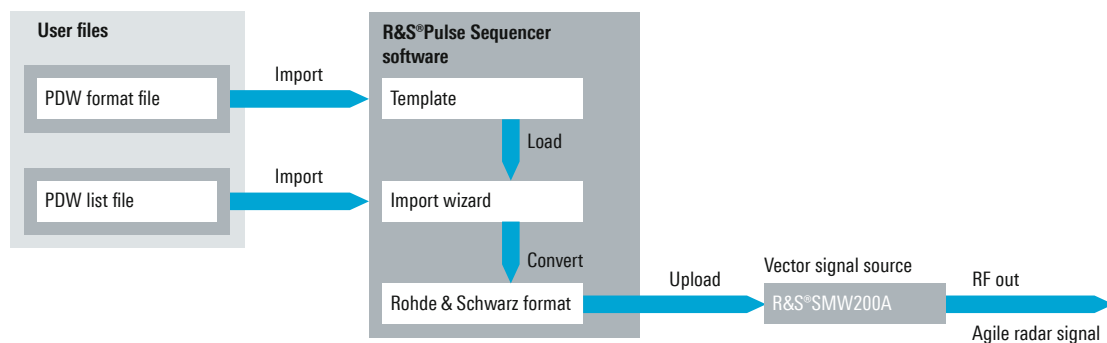 User files
R&S®Pulse Sequencer
software
Import
PDW format file
Template
Load
Import
PDW list file
Import wizard
Convert
Rohde & Schwarz format
Upload
Vector signal source
R&S®SMW200A
RF out
Agile radar signal